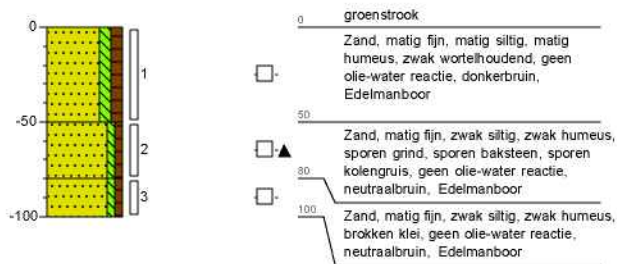 0
groenstrook
0
Zand, matig fijn, matig siltig, matig
humeus, zwak wortelhoudend, geen
olie-water reactie, donkerbruin,
Edelmanboor
1
-50
50
Zand, matig fijn, zwak siltig, zwak humeus,
sporen grind, sporen baksteen, sporen
kolengruis, geen olie-water reactie,
neutraalbruin, Edelmanboor
2
80
3
-100
100
Zand, matig fijn, zwak siltig, zwak humeus,
brokken klei, geen olie-water reactie,
neutraalbruin, Edelmanboor